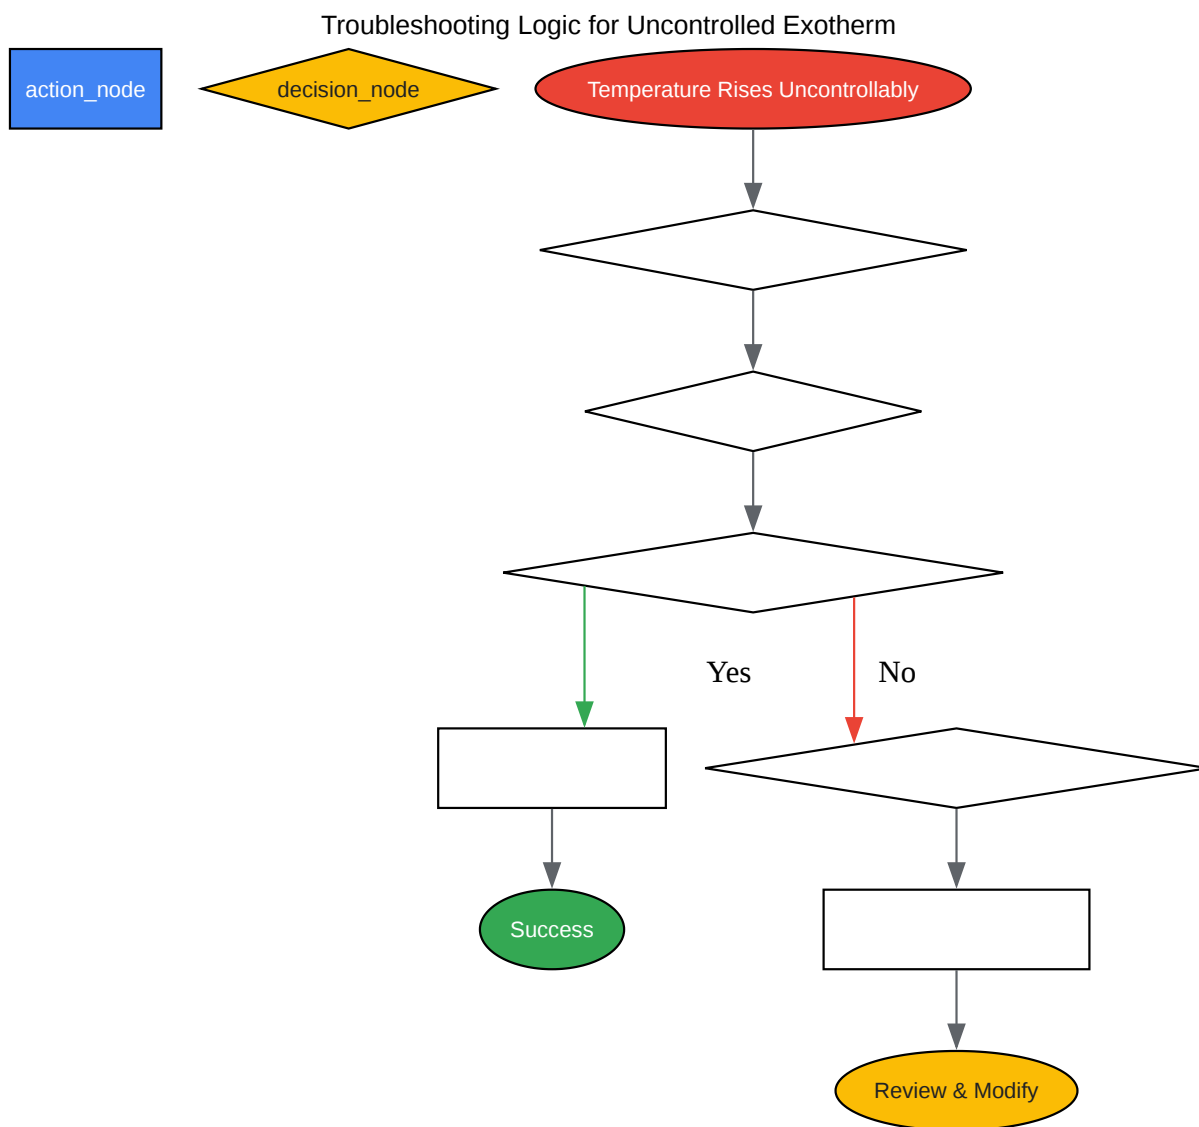 Troubleshooting Logic for Uncontrolled Exotherm
action_node
decision_node
Temperature Rises Uncontrollably
Yes
No
Success
Review & Modify